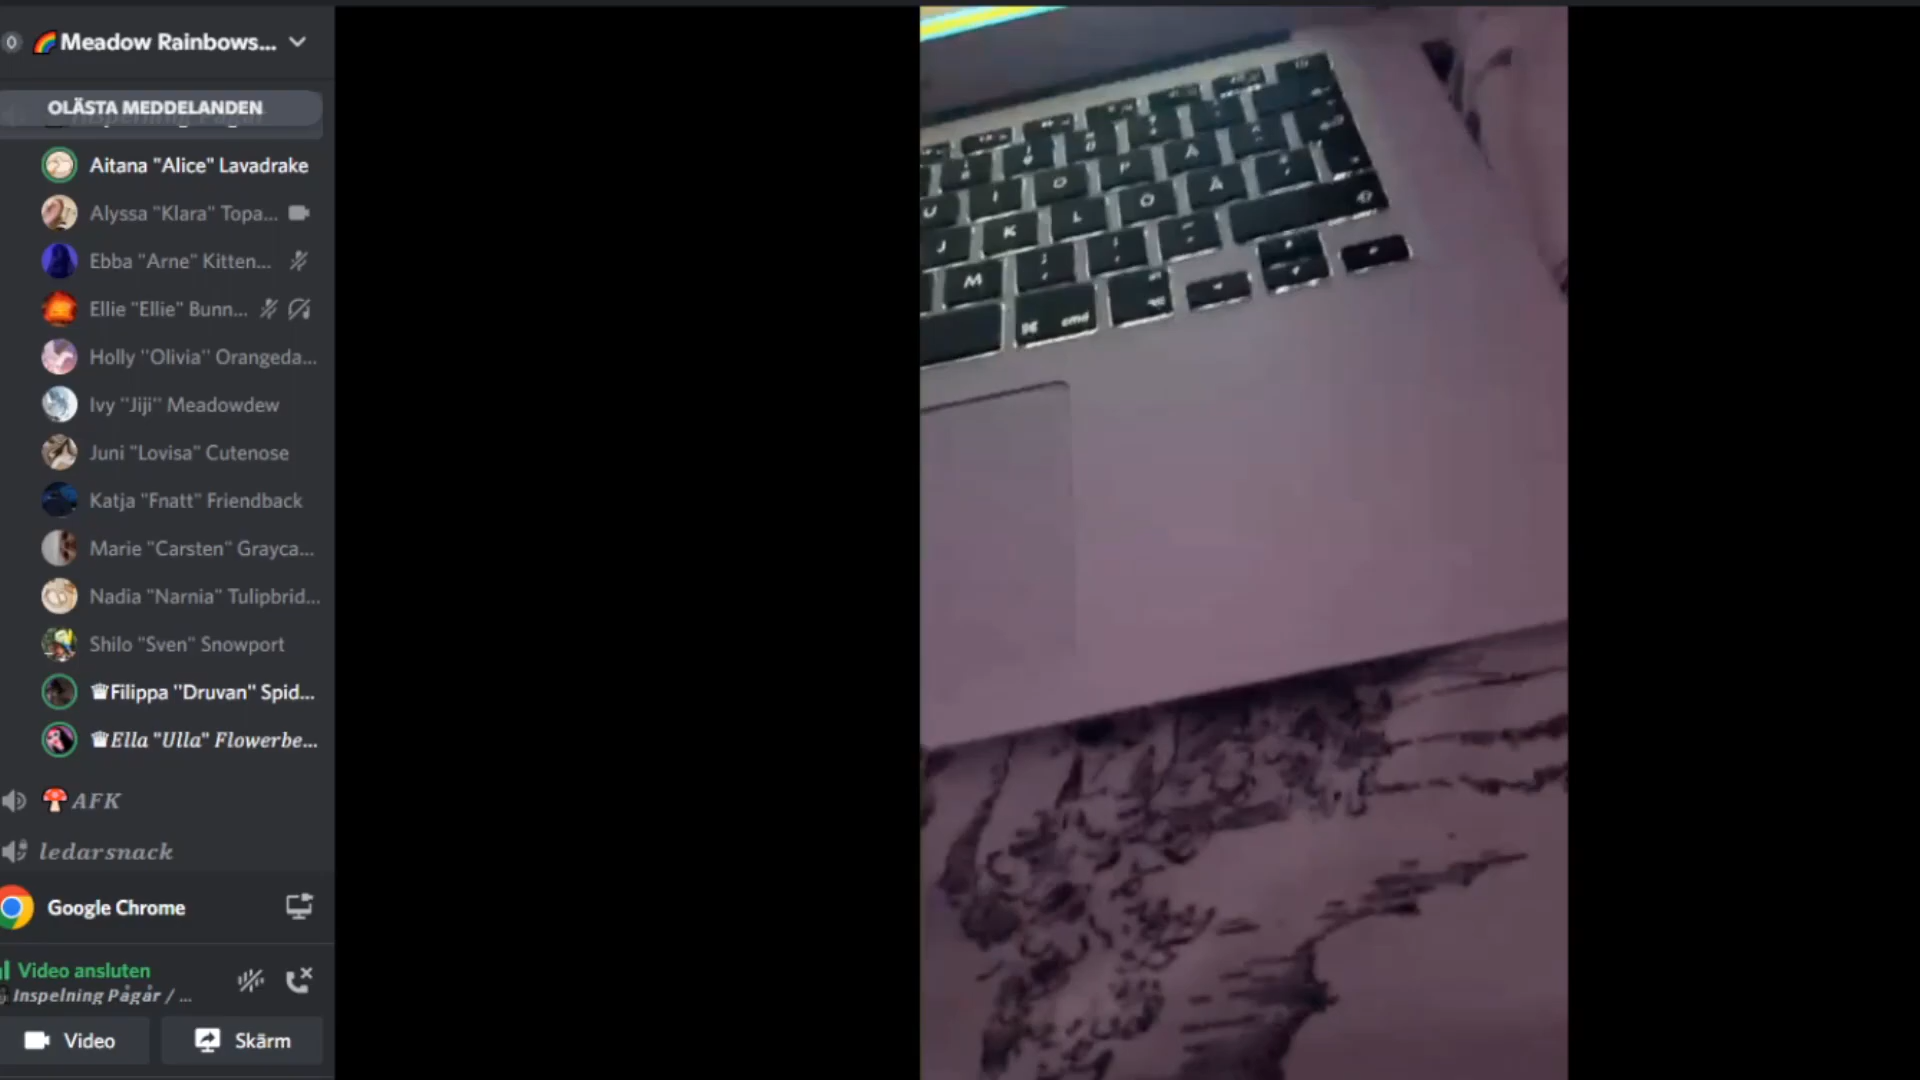 Meadow Rainbows...
OLÄSTA MEDDELANDEN
Aitana "Alice" Lavadrake
Alyssa "Klara" Topa...
Ebba "Arne" Kitten...
Ellie "Ellie" Bunn...
Holly "Olivia" Orangeda...
Ivy "Jiji" Meadowdew
Juni "Lovisa" Cutenose
Katja "Fnatt" Friendback
Marie "Carsten" Grayca...
Nadia "Narnia" Tulipbrid...
Shilo "Sven" Snowport
♛Filippa "Druvan" Spid...
♛Ella "Ulla" Flowerbe...
AFK
ledarsnack
Google Chrome
Video ansluten
Inspelning Pågår / ...
Video
Skärm
U I O P Å
J K L Ö Ä
M
cmd